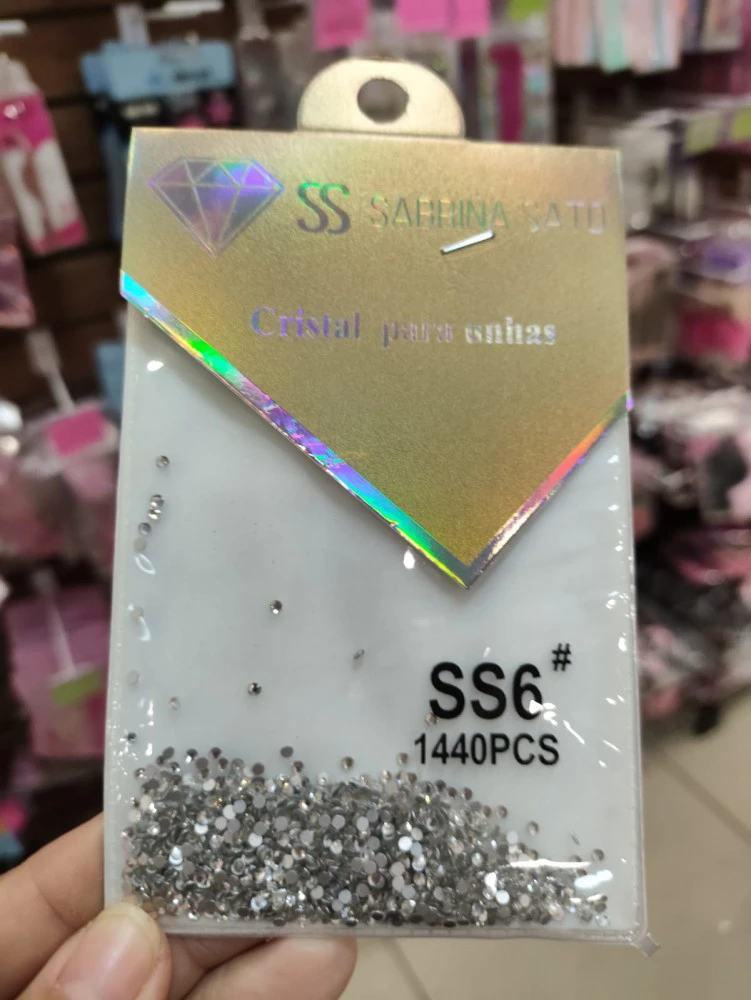 SS SABRINA SATO
Cristal para unhas
SS6#
1440PCS